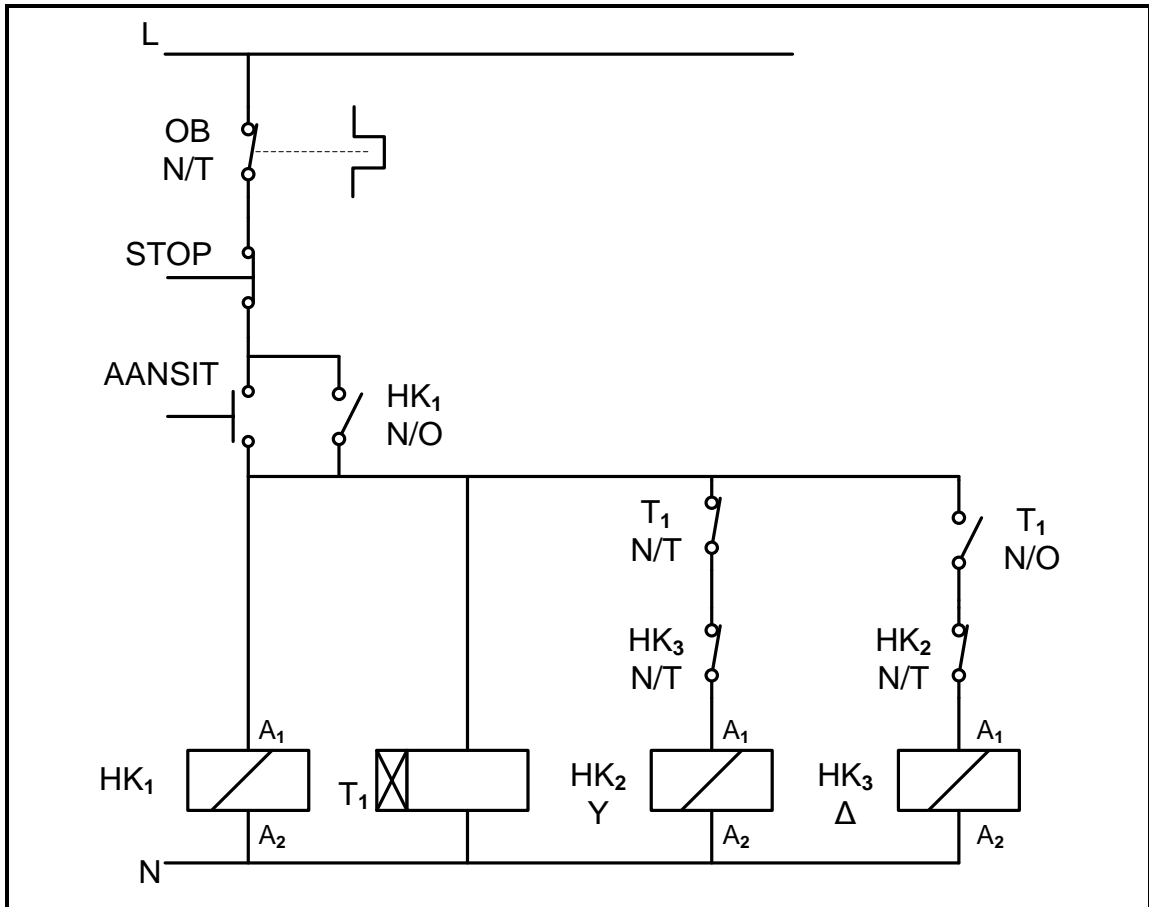 L
OB
N/T
STOP
AANSIT
HK₁
N/O
T₁
N/T
T₁
N/O
HK₃
N/T
HK₂
N/T
A₁
A₁
A₁
HK₁
T₁
HK₂
Y
HK₃
Δ
A₂
A₂
A₂
N